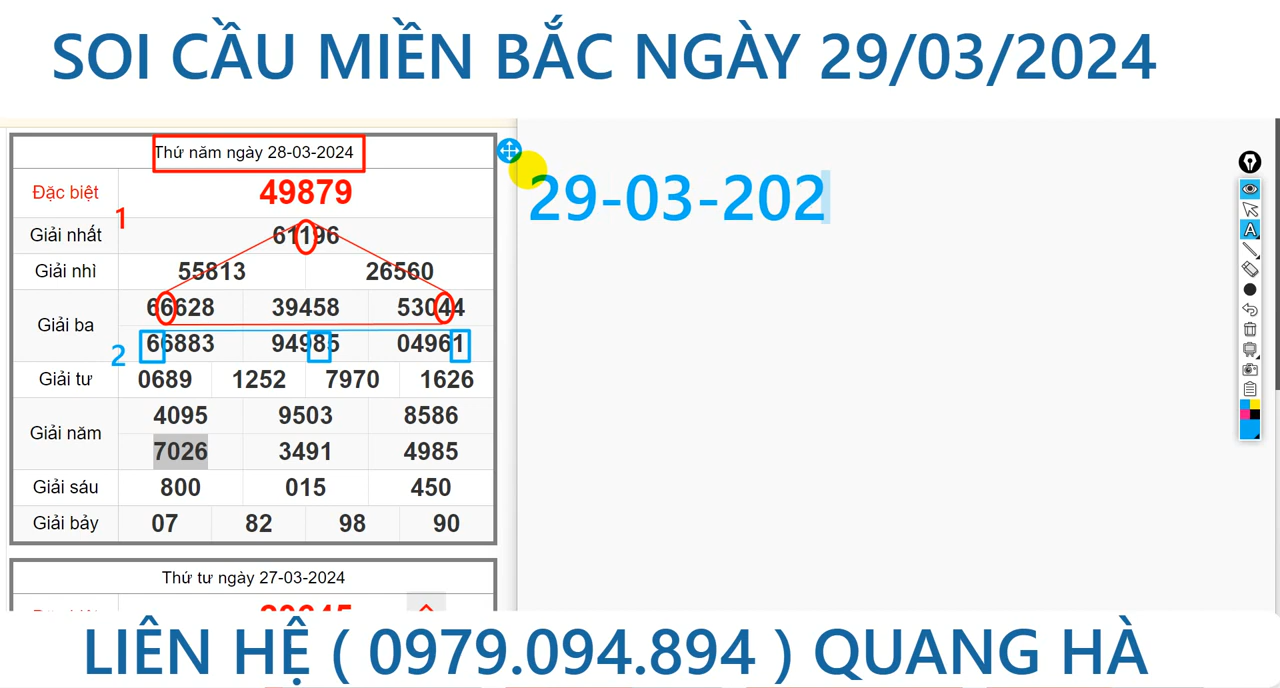 SOI CẦU MIỀN BẮC NGÀY 29/03/2024
Thứ năm ngày 28-03-2024
Đặc biệt 49879
1
Giải nhất 61196
Giải nhì 55813 26560
Giải ba 66628 39458 53044
66883 94985 04961
2
Giải tư 0689 1252 7970 1626
Giải năm 4095 9503 8586
7026 3491 4985
Giải sáu 800 015 450
Giải bảy 07 82 98 90
Thứ tư ngày 27-03-2024
29-03-202
A
LIÊN HỆ ( 0979.094.894 ) QUANG HÀ